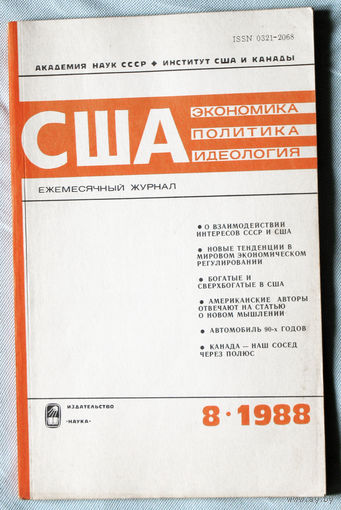 ISSN 0321-2068
АКАДЕМИЯ НАУК СССР ◆ ИНСТИТУТ США И КАНАДЫ
США
ЭКОНОМИКА
ПОЛИТИКА
ИДЕОЛОГИЯ
ЕЖЕМЕСЯЧНЫЙ ЖУРНАЛ
● О ВЗАИМОДЕЙСТВИИ
ИНТЕРЕСОВ СССР И США
● НОВЫЕ ТЕНДЕНЦИИ В
МИРОВОМ ЭКОНОМИЧЕСКОМ
РЕГУЛИРОВАНИИ
● БОГАТЫЕ И
СВЕРХБОГАТЫЕ В США
● АМЕРИКАНСКИЕ АВТОРЫ
ОТВЕЧАЮТ НА СТАТЬЮ
О НОВОМ МЫШЛЕНИИ
● АВТОМОБИЛЬ 90-х ГОДОВ
● КАНАДА — НАШ СОСЕД
ЧЕРЕЗ ПОЛЮС
ИЗДАТЕЛЬСТВО
«НАУКА»
8 · 1988